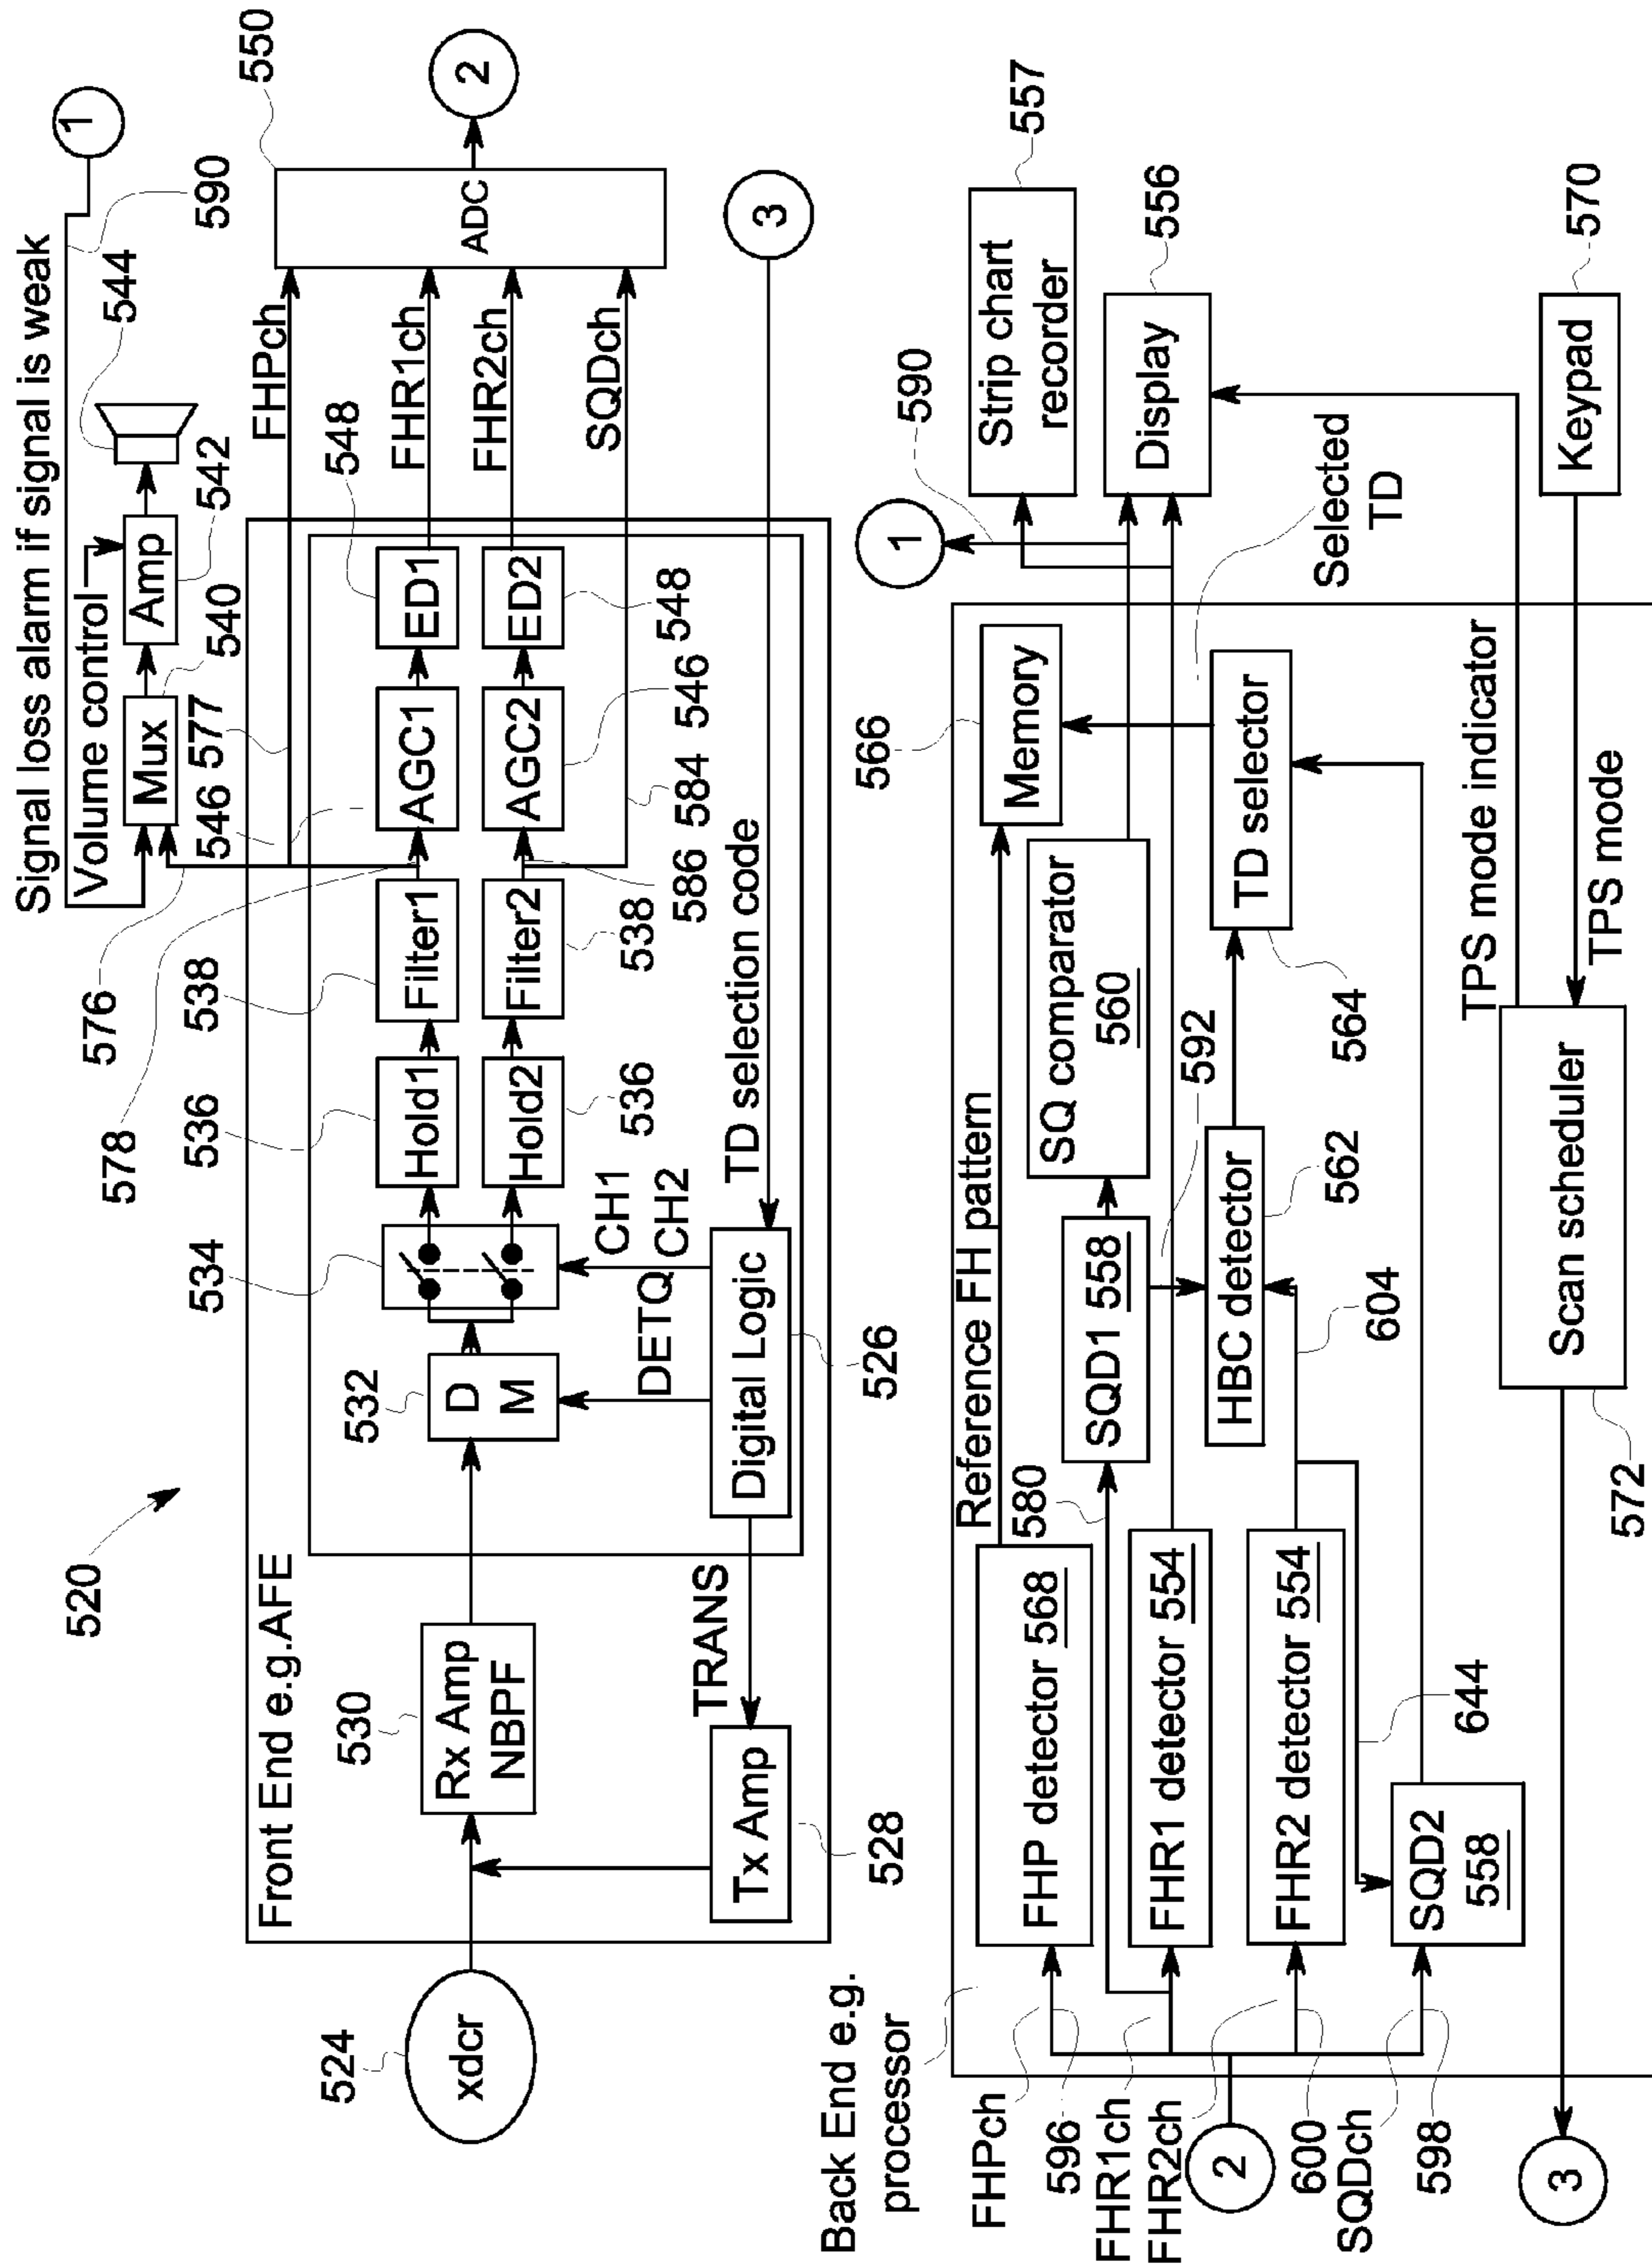 520
Signal loss alarm if signal is weak
1
590
Volume control
544
Mux
Amp
542
540
577
546
576
578
550
Front End e.g.AFE
524
xdcr
530
Rx Amp
NBPF
532
D
M
534
536
Hold1
538
Filter1
AGC1
548
ED1
Hold2
536
Filter2
538
AGC2
546
ED2
548
586
584
FHPch
FHR1ch
FHR2ch
SQDch
ADC
2
DETQ
CH1
CH2
TRANS
Tx Amp
528
Digital Logic
526
TD selection code
3
Back End e.g.
processor
FHPch
596
FHR1ch
FHR2ch
2
600
SQDch
598
3
FHP detector 568
Reference FH pattern
566
Memory
580
FHR1 detector 554
SQD1 558
SQ comparator
560
592
FHR2 detector 554
HBC detector
562
604
644
SQD2
558
TD selector
564
Selected
TD
1
590
Strip chart
recorder
557
Display
556
TPS mode indicator
TPS mode
Scan scheduler
572
Keypad
570